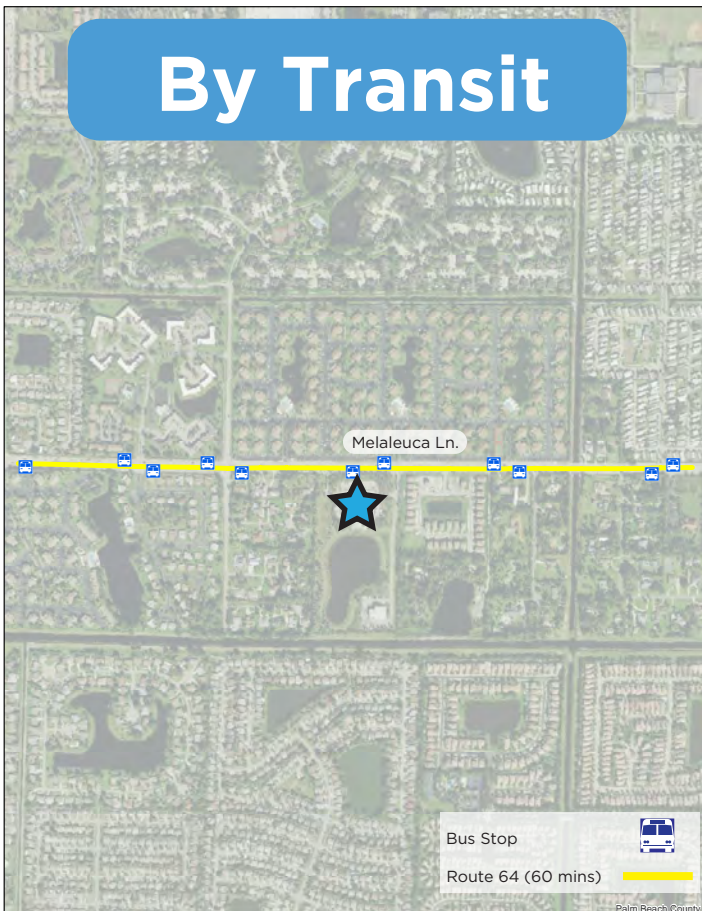 By Transit
Melaleuca Ln.
Bus Stop
Route 64 (60 mins)
Palm Beach County